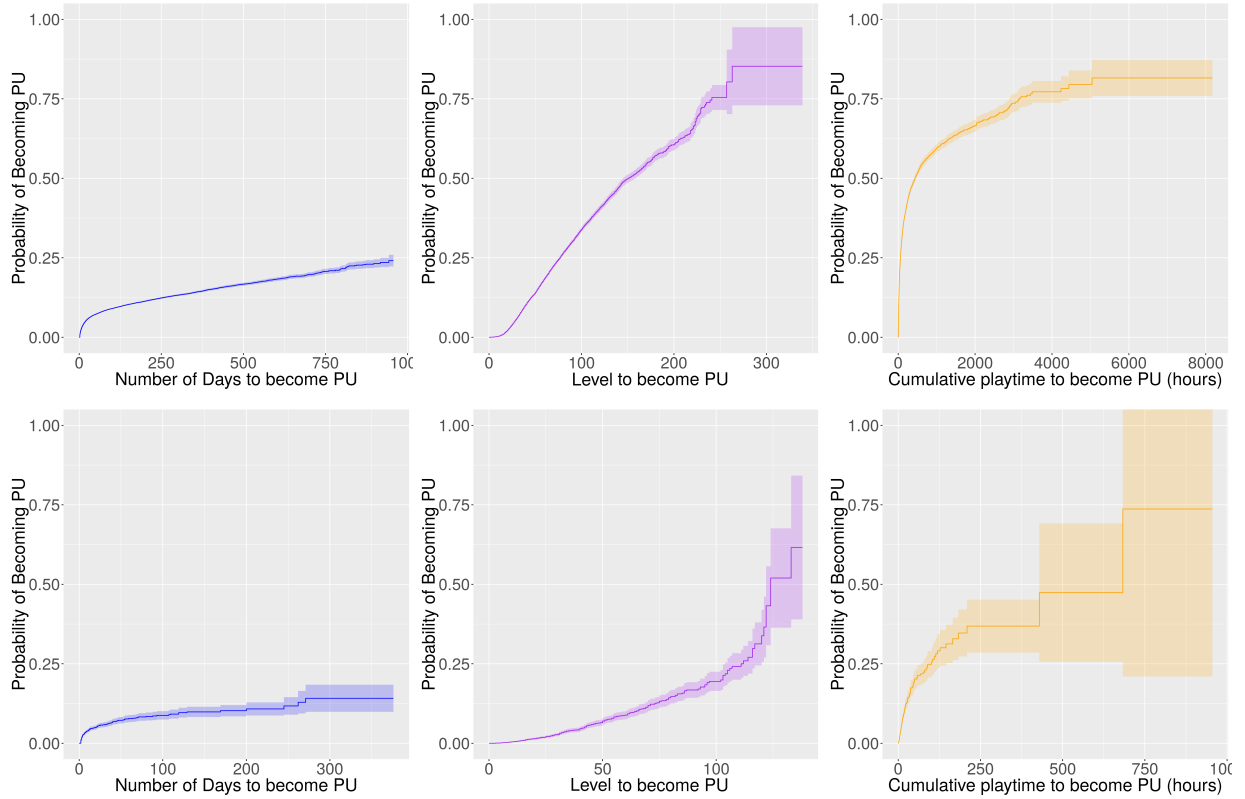 Probability of Becoming PU
1.00
0.75
0.50
0.25
0.00
0 250 500 750 100
Number of Days to become PU
Probability of Becoming PU
1.00
0.75
0.50
0.25
0.00
0 100 200 300
Level to become PU
Probability of Becoming PU
1.00
0.75
0.50
0.25
0.00
0 2000 4000 6000 8000
Cumulative playtime to become PU (hours)
Probability of Becoming PU
1.00
0.75
0.50
0.25
0.00
0 100 200 300
Number of Days to become PU
Probability of Becoming PU
1.00
0.75
0.50
0.25
0.00
0 50 100
Level to become PU
Probability of Becoming PU
1.00
0.75
0.50
0.25
0.00
0 250 500 750 100
Cumulative playtime to become PU (hours)